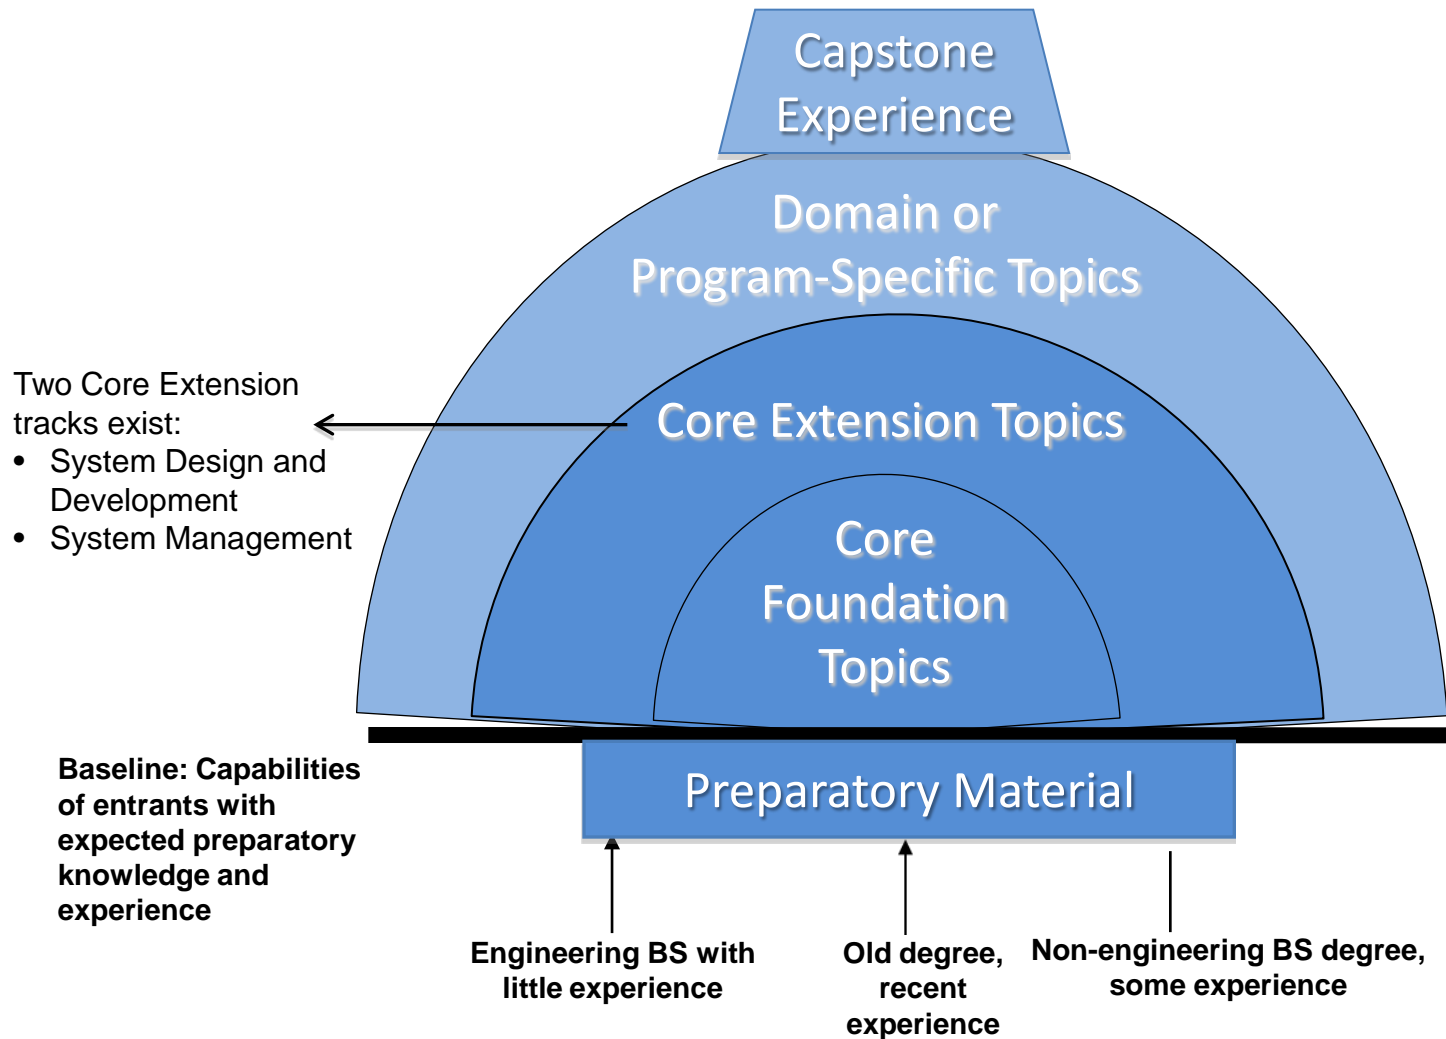 Capstone
Experience
Domain or
Program-Specific Topics
Two Core Extension
tracks exist:
• System Design and
Development
• System Management
Core Extension Topics
Core
Foundation
Topics
Baseline: Capabilities
of entrants with
expected preparatory
knowledge and
experience
Preparatory Material
Engineering BS with
little experience
Old degree,
recent
experience
Non-engineering BS degree,
some experience